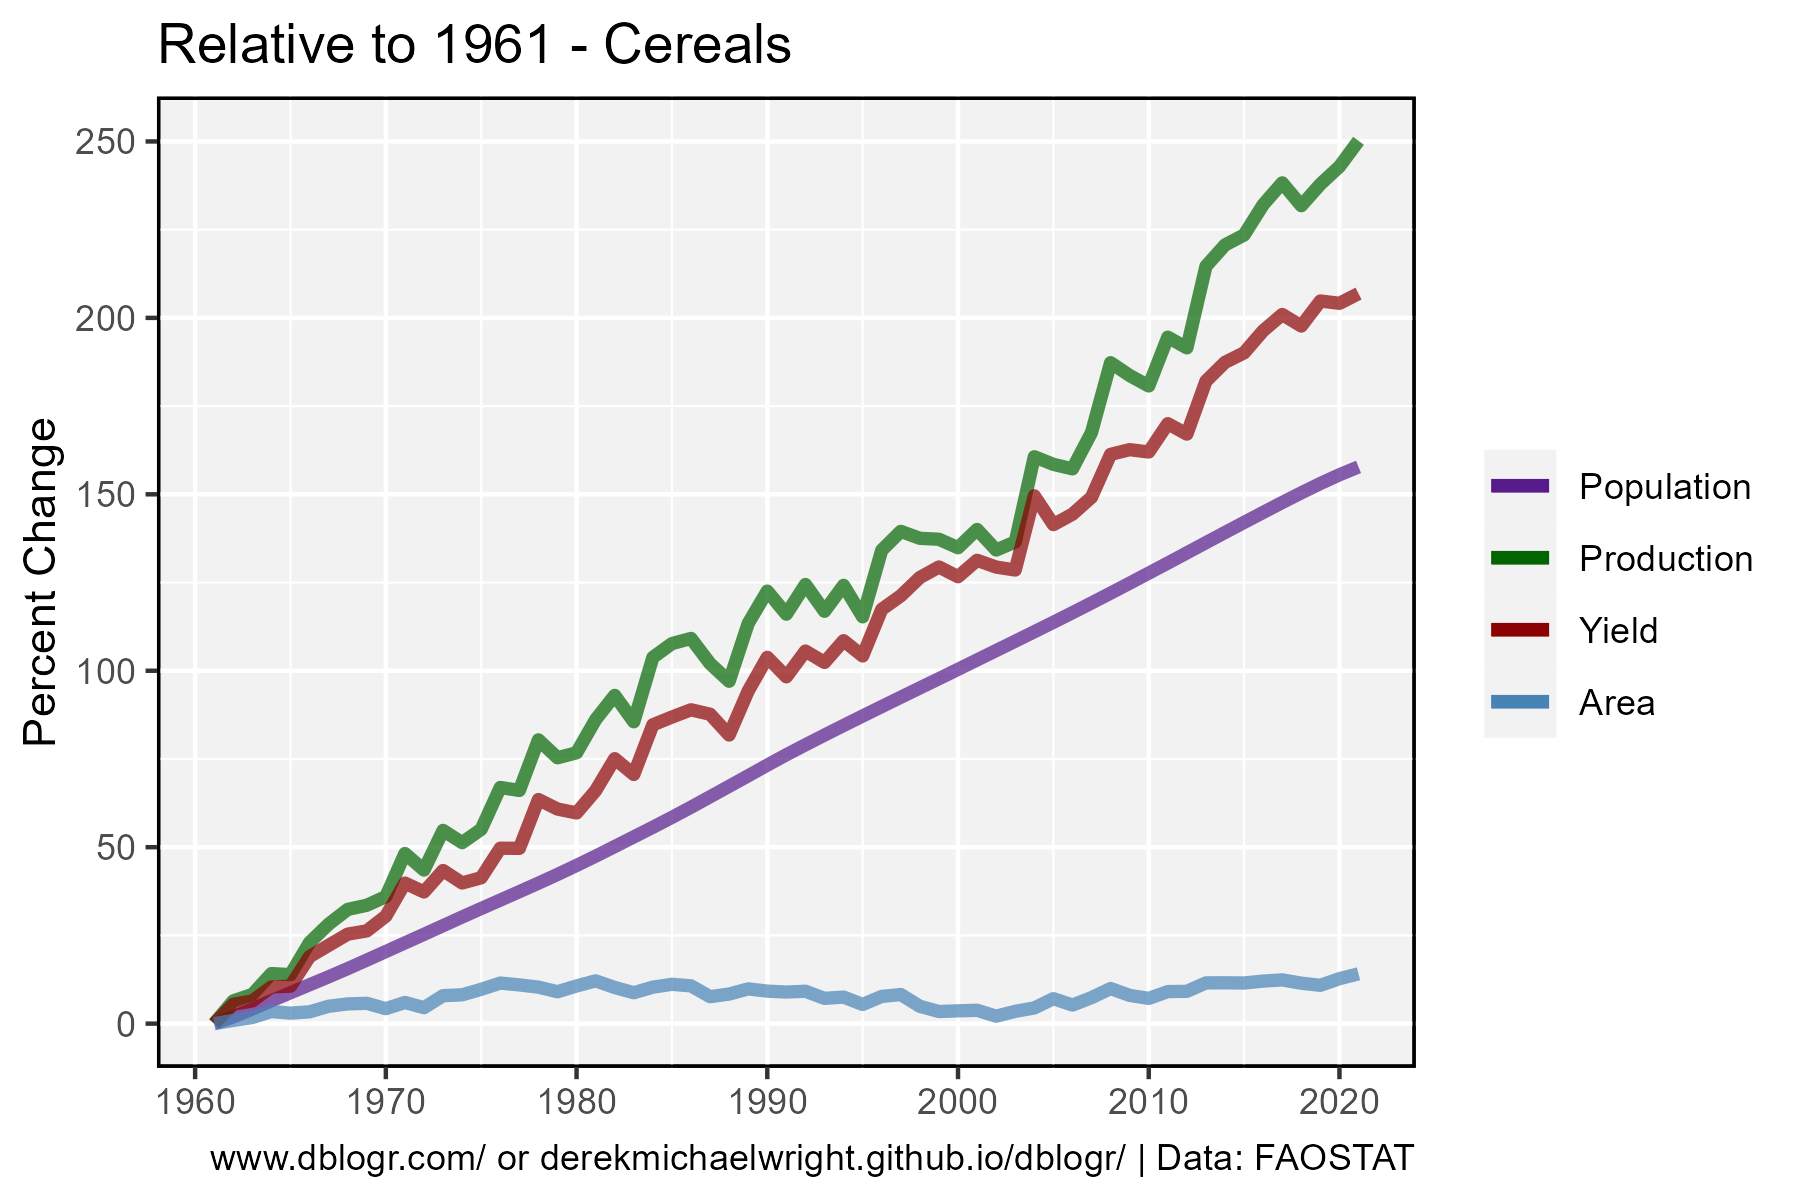 Relative to 1961 - Cereals
Percent Change
250
200
150
100
50
0
1960 1970 1980 1990 2000 2010 2020
Population
Production
Yield
Area
www.dblogr.com/ or derekmichaelwright.github.io/dblogr/ | Data: FAOSTAT